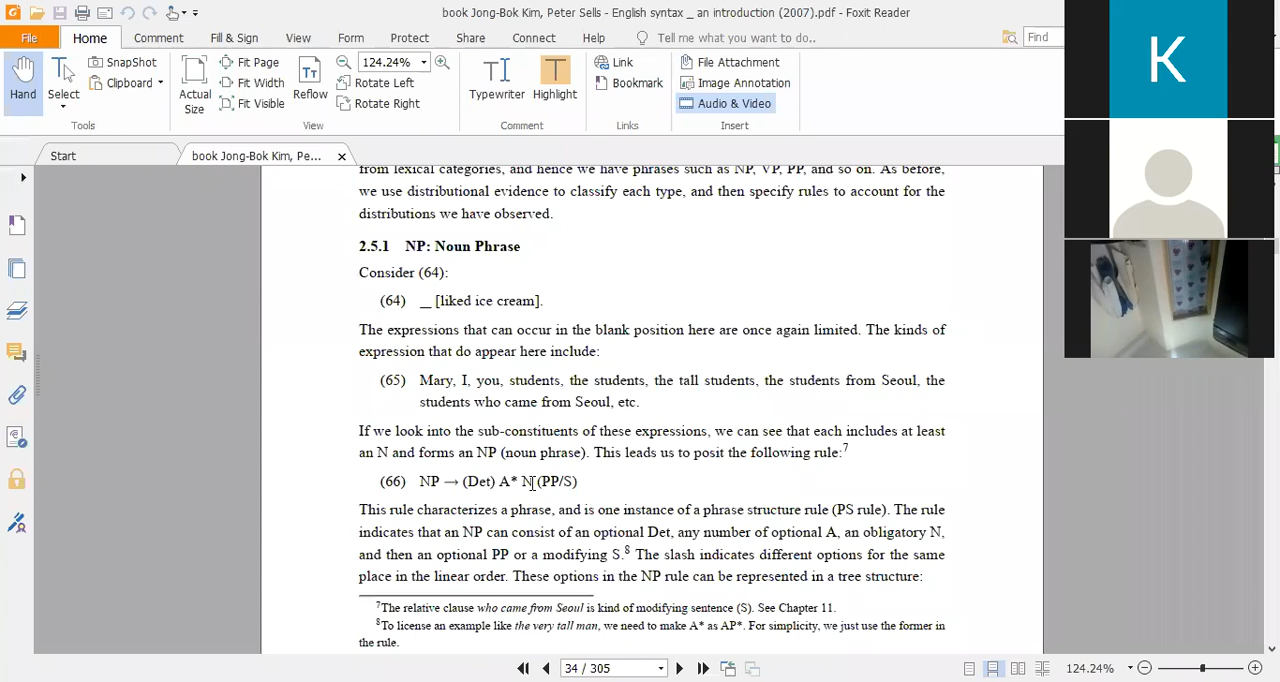 book Jong-Bok Kim, Peter Sells - English syntax _ an introduction (2007).pdf - Foxit Reader
File Home Comment Fill & Sign View Form Protect Share Connect Help Tell me what you want to do.. Find
Hand Select SnapShot Clipboard Actual Size Fit Page Fit Width Fit Visible Reflow 124.24% Rotate Left Rotate Right Typewriter Highlight Link Bookmark File Attachment Image Annotation Audio & Video
Tools View Comment Links Insert
Start book Jong-Bok Kim, Pe...
K
from lexical categories, and hence we have phrases such as NP, VP, PP, and so on. As before,
we use distributional evidence to classify each type, and then specify rules to account for the
distributions we have observed.
2.5.1 NP: Noun Phrase
Consider (64):
(64) _ [liked ice cream].
The expressions that can occur in the blank position here are once again limited. The kinds of
expression that do appear here include:
(65) Mary, I, you, students, the students, the tall students, the students from Seoul, the
students who came from Seoul, etc.
If we look into the sub-constituents of these expressions, we can see that each includes at least
an N and forms an NP (noun phrase). This leads us to posit the following rule:7
(66) NP → (Det) A* N (PP/S)
This rule characterizes a phrase, and is one instance of a phrase structure rule (PS rule). The rule
indicates that an NP can consist of an optional Det, any number of optional A, an obligatory N,
and then an optional PP or a modifying S.8 The slash indicates different options for the same
place in the linear order. These options in the NP rule can be represented in a tree structure:
7The relative clause who came from Seoul is kind of modifying sentence (S). See Chapter 11.
8To license an example like the very tall man, we need to make A* as AP*. For simplicity, we just use the former in
the rule.
34 / 305
124.24%